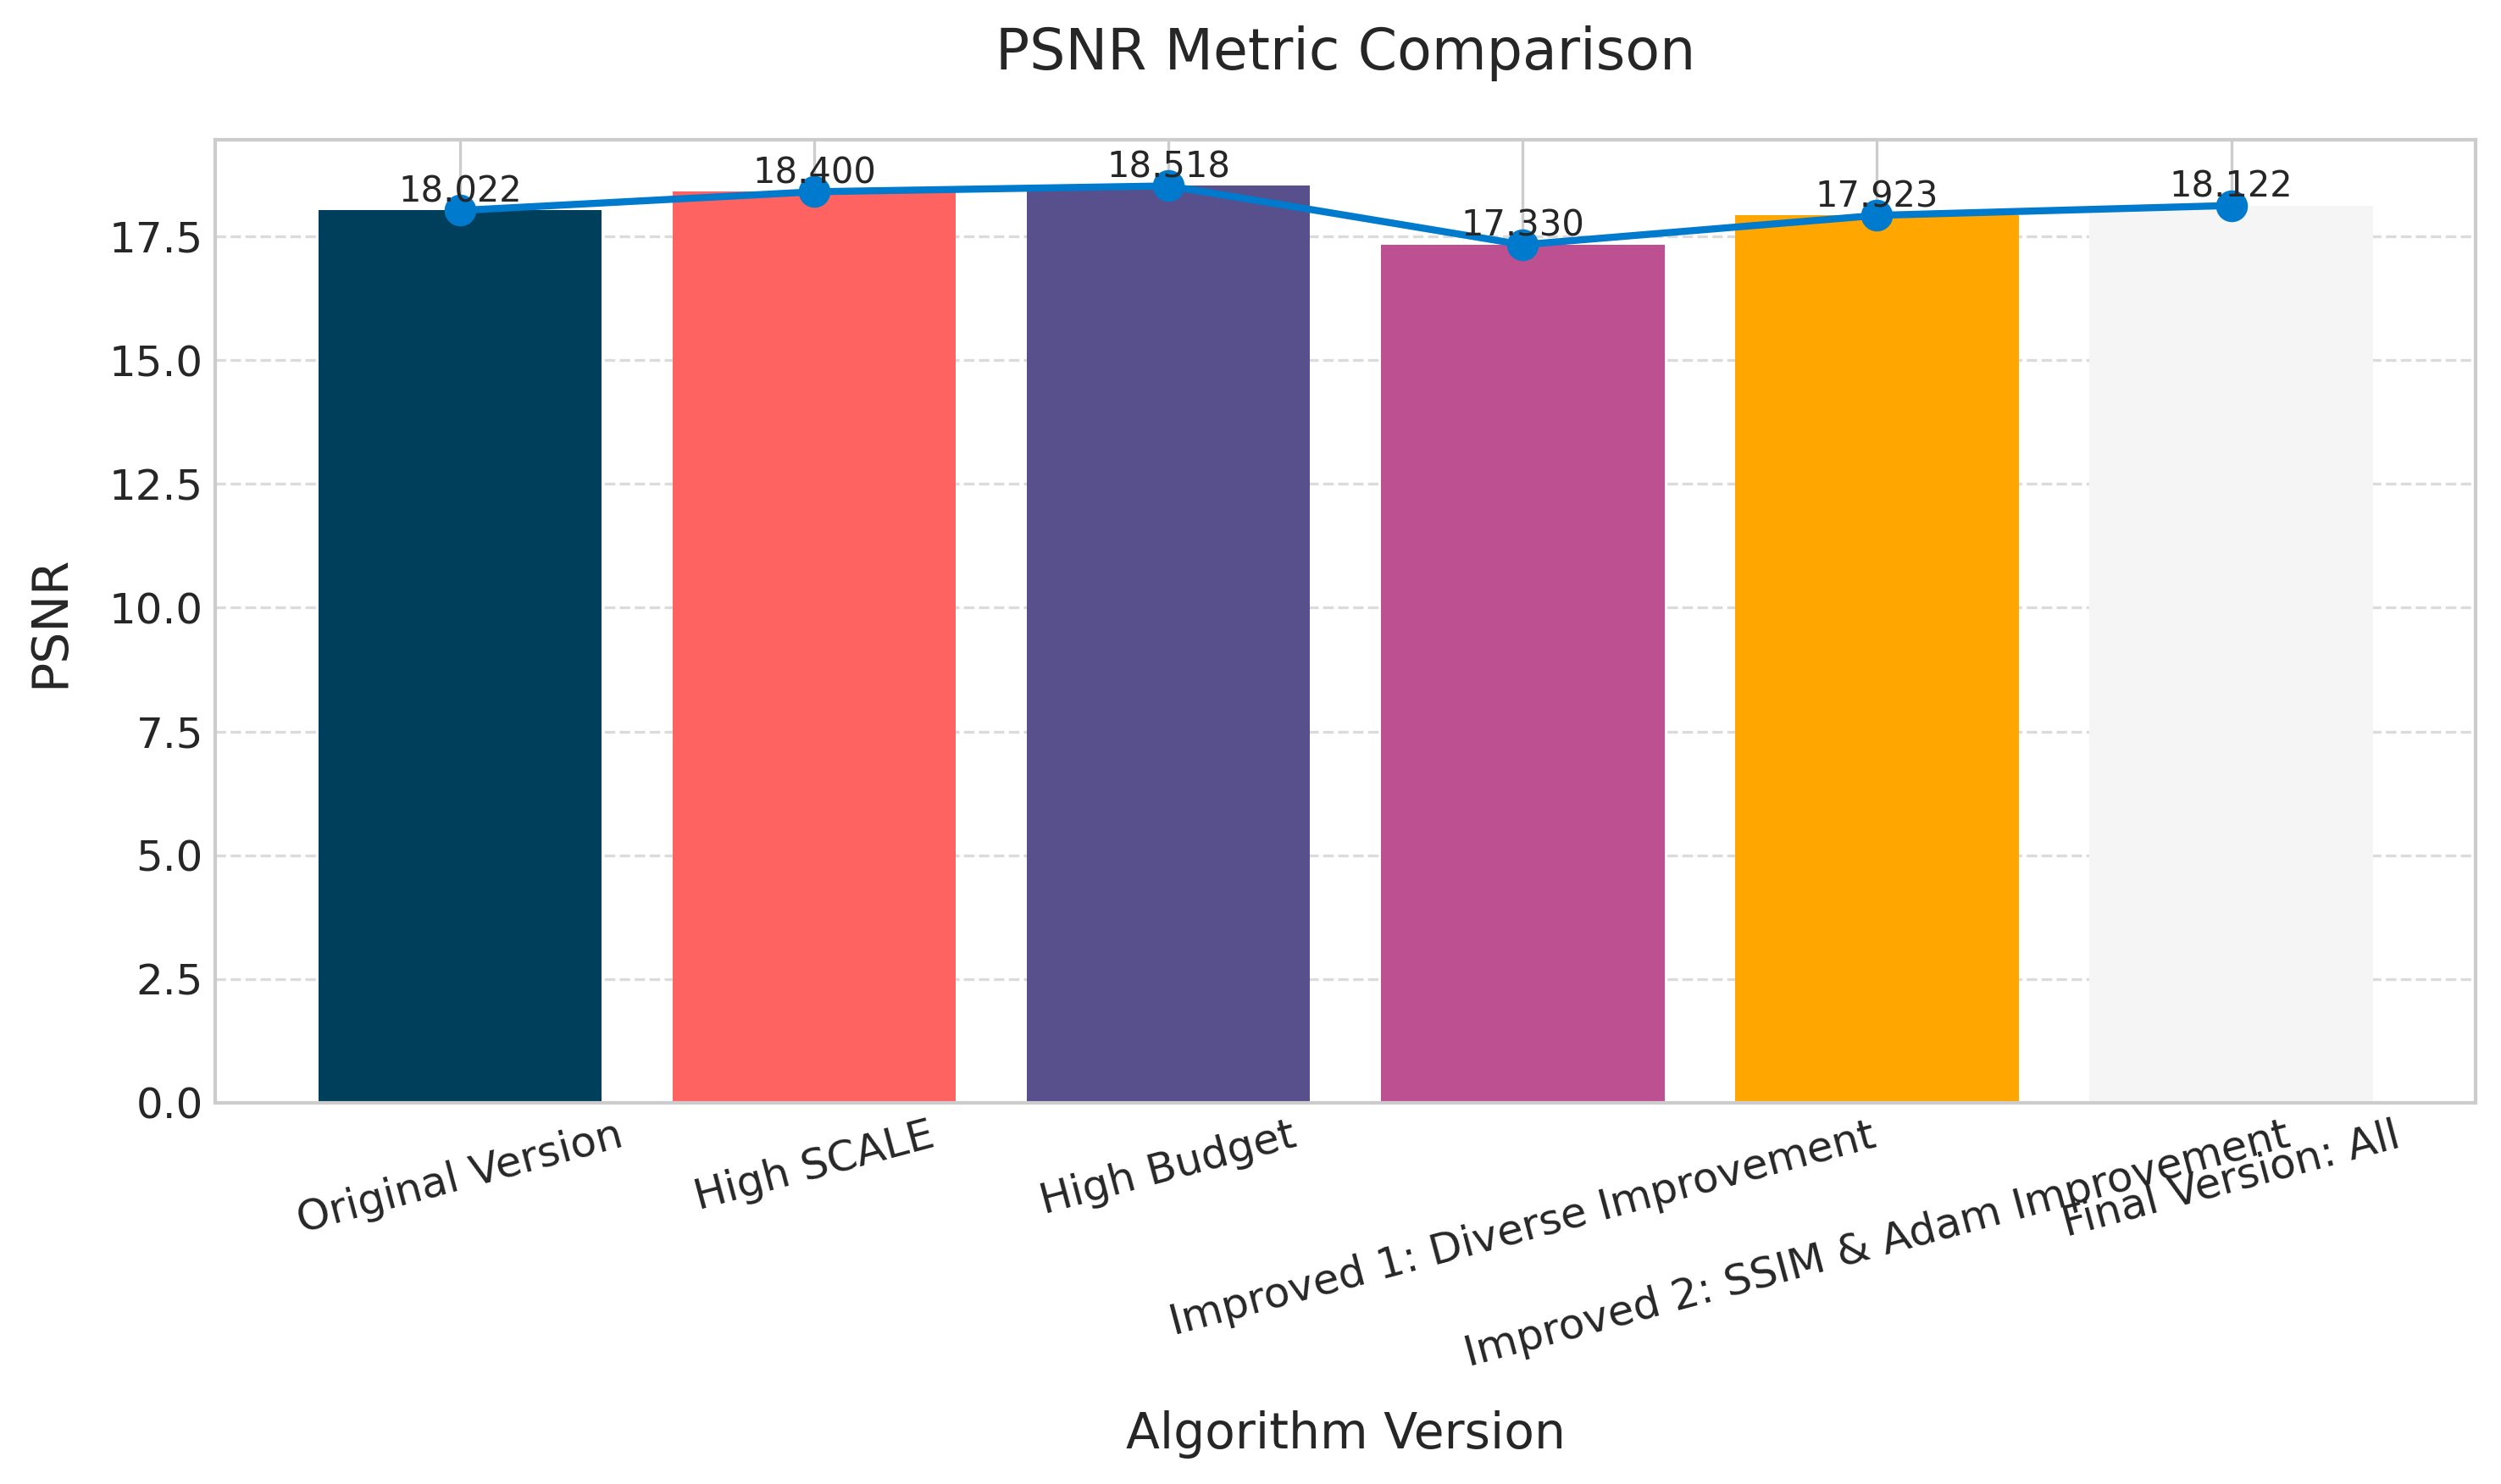 PSNR Metric Comparison
18.022
18.400
18.518
17.330
17.923
18.122
PSNR
17.5
15.0
12.5
10.0
7.5
5.0
2.5
0.0
Original Version
High SCALE
High Budget
Improved 1: Diverse Improvement
Improved 2: SSIM & Adam Improvement
Final Version: All
Algorithm Version